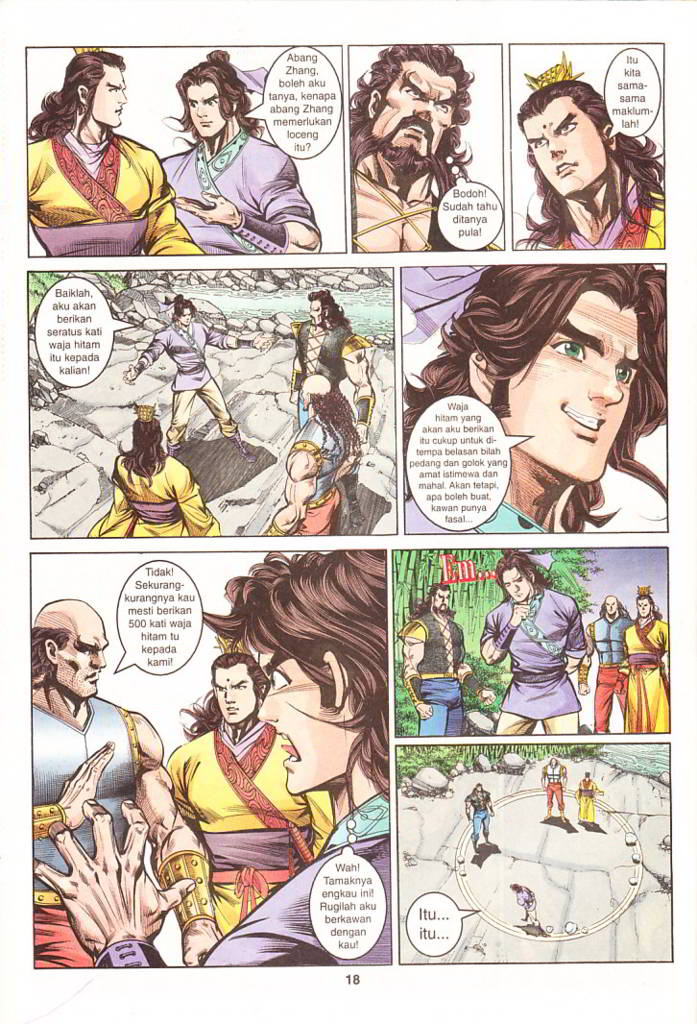 Abang
Zhang,
boleh aku
tanya, kenapa
abang Zhang
memerlukan
loceng
itu?
Bodoh!
Sudah tahu
ditanya
pula!
Itu
kita
sama-
sama
maklum-
lah!
Baiklah,
aku akan
berikan
seratus kati
waja hitam
itu kepada
kalian!
Waja
hitam yang
akan aku berikan
itu cukup untuk di-
tempa belasan bilah
pedang dan golok yang
amat istimewa dan
mahal. Akan tetapi,
apa boleh buat,
kawan punya
fasal...
Tidak!
Sekurang-
kurangnya kau
mesti berikan
500 kati waja
hitam tu
kepada
kami!
Wah!
Tamaknya
engkau ini!
Rugilah aku
berkawan
dengan
kau!
Em...
Itu...
itu...
18